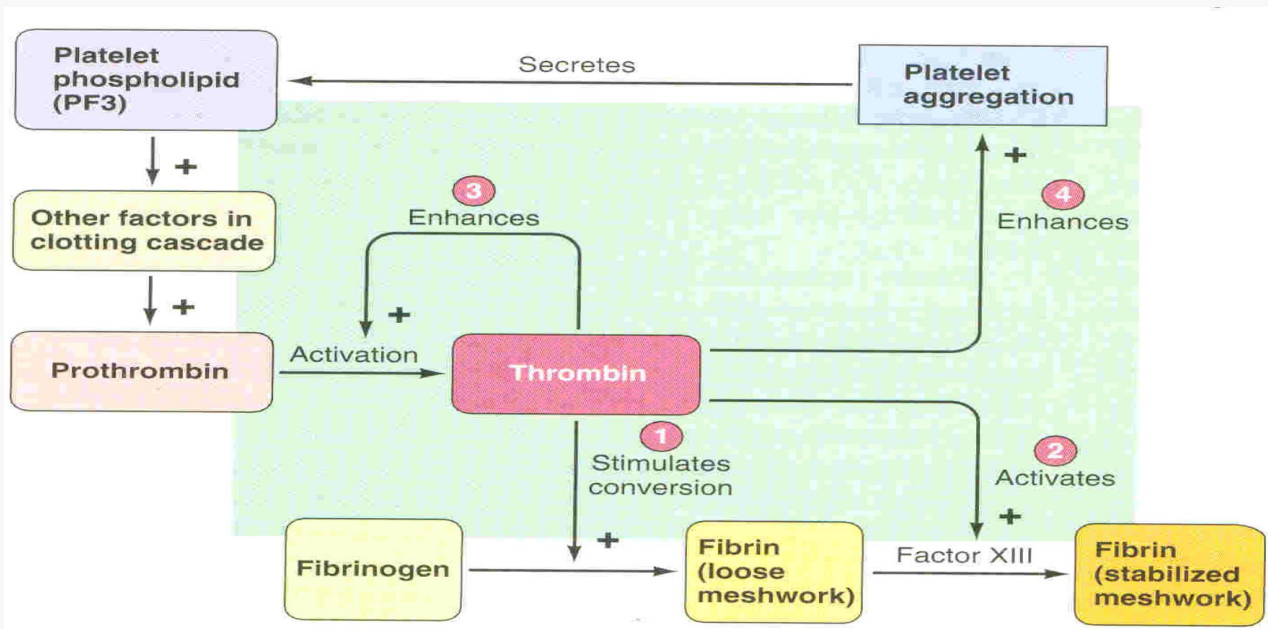 Platelet
phospholipid
(PF3)
Secretes
Platelet
aggregation
+
+
3
Enhances
4
Enhances
Other factors in
clotting cascade
+
+
Prothrombin
Activation
Thrombin
1
Stimulates
conversion
2
Activates
+
+
Fibrinogen
Fibrin
(loose
meshwork)
Factor XIII
Fibrin
(stabilized
meshwork)